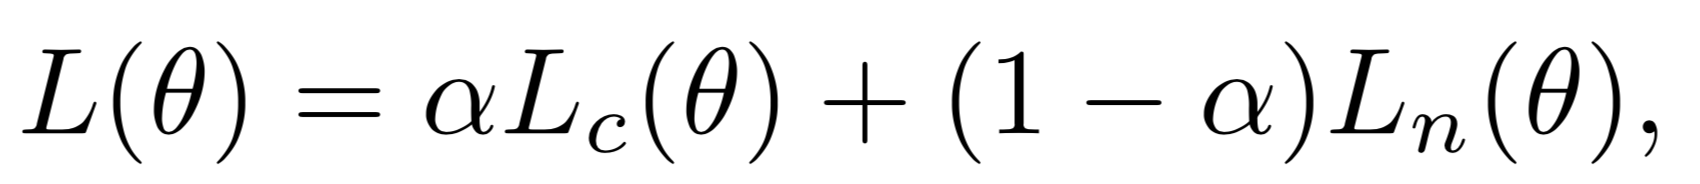 L(θ) = αL_c(θ) + (1 − α)L_n(θ),